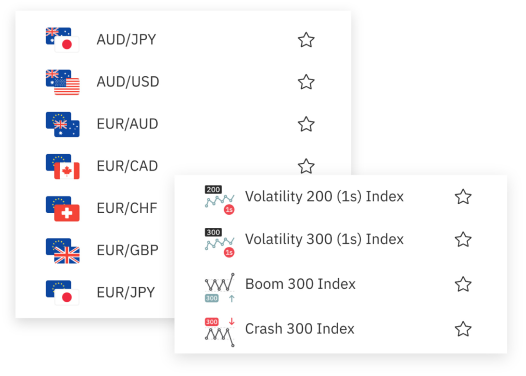 AUD/JPY
AUD/USD
EUR/AUD
EUR/CAD
EUR/CHF
EUR/GBP
EUR/JPY
200
1s
Volatility 200 (1s) Index
300
1s
Volatility 300 (1s) Index
Boom 300 Index
300
300
Crash 300 Index